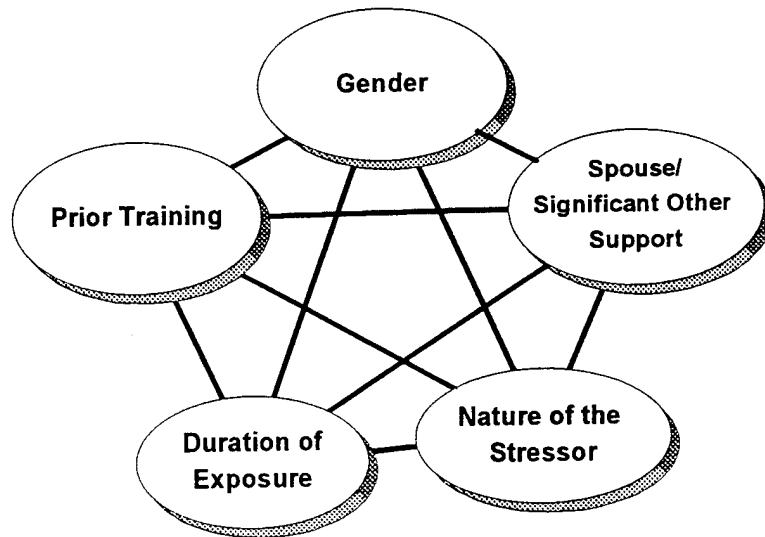 Gender
Prior Training
Spouse/
Significant Other
Support
Duration of
Exposure
Nature of the
Stressor